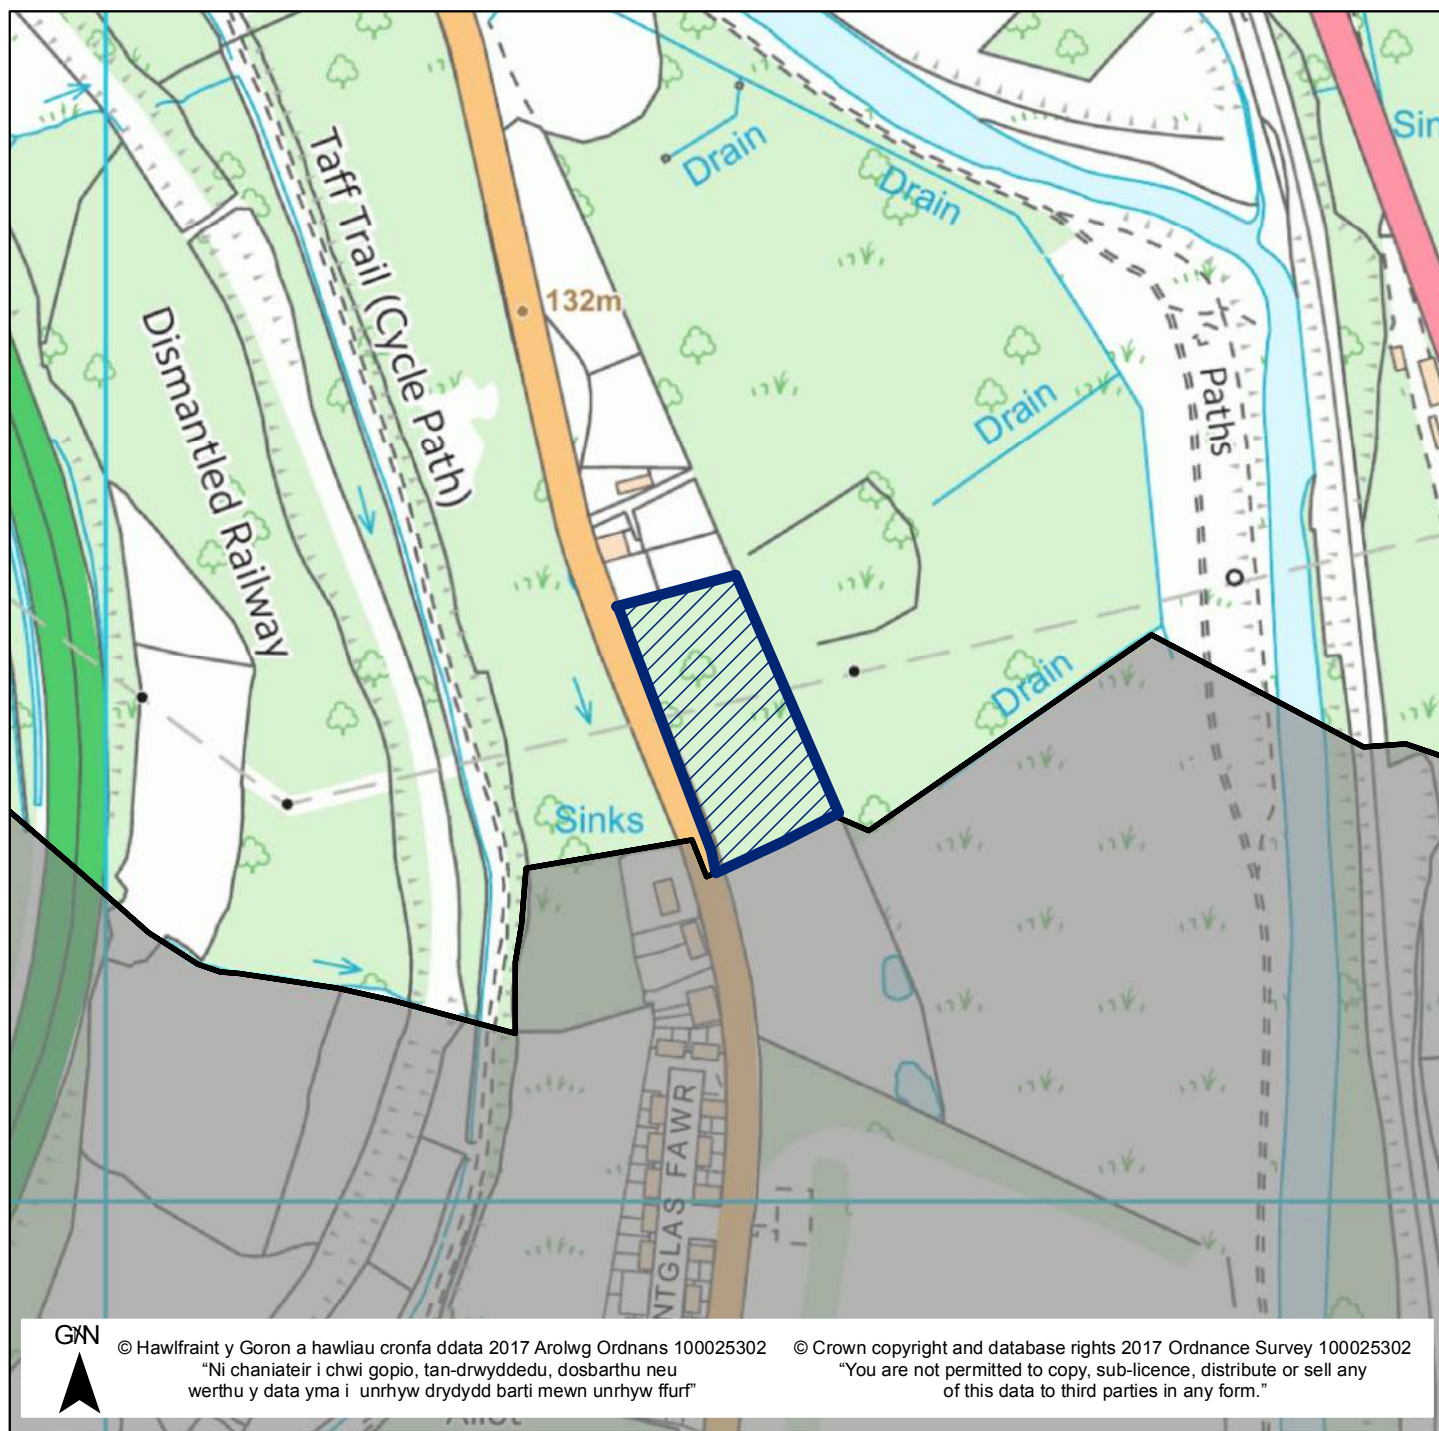 Drain
Drain
Sin
Taff Trail (Cycle Path)
132m
Dismantled Railway
Paths
Drain
Drain
Sinks
NTGLAS FAWR
GN
© Hawlfraint y Goron a hawliau cronfa ddata 2017 Arolwg Ordnans 100025302
“Ni chaniateir i chwi gopio, tan-drwyddedu, dosbarthu neu
werthu y data yma i unrhyw drydydd barti mewn unrhyw ffurf”
© Crown copyright and database rights 2017 Ordnance Survey 100025302
“You are not permitted to copy, sub-licence, distribute or sell any
of this data to third parties in any form.”